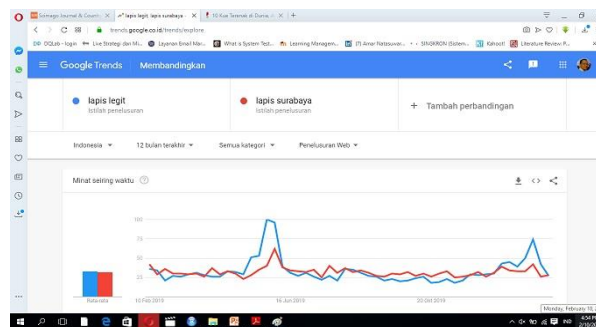 Scimago Journal & Countr
lapis legit, lapis surabaya -
10 Kue Terenak di Dunia
trends.google.co.id/trends/explore
DQLab - login
Live Strategi dan Mi...
Layanan Email Man...
What is System Test...
Learning Managem...
(7) Amar Natasuwar...
SINGKRON (Sistem...
Kahoot!
Literature Review: P...
Google Trends Membandingkan
lapis legit
Istilah penelusuran
lapis surabaya
Istilah penelusuran
+ Tambah perbandingan
Indonesia
12 bulan terakhir
Semua kategori
Penelusuran Web
Minat seiring waktu
100
75
50
25
Rata-rata
10 Feb 2019
16 Jun 2019
20 Okt 2019
Monday, February 10, 2
4:54 PM
2/10/20